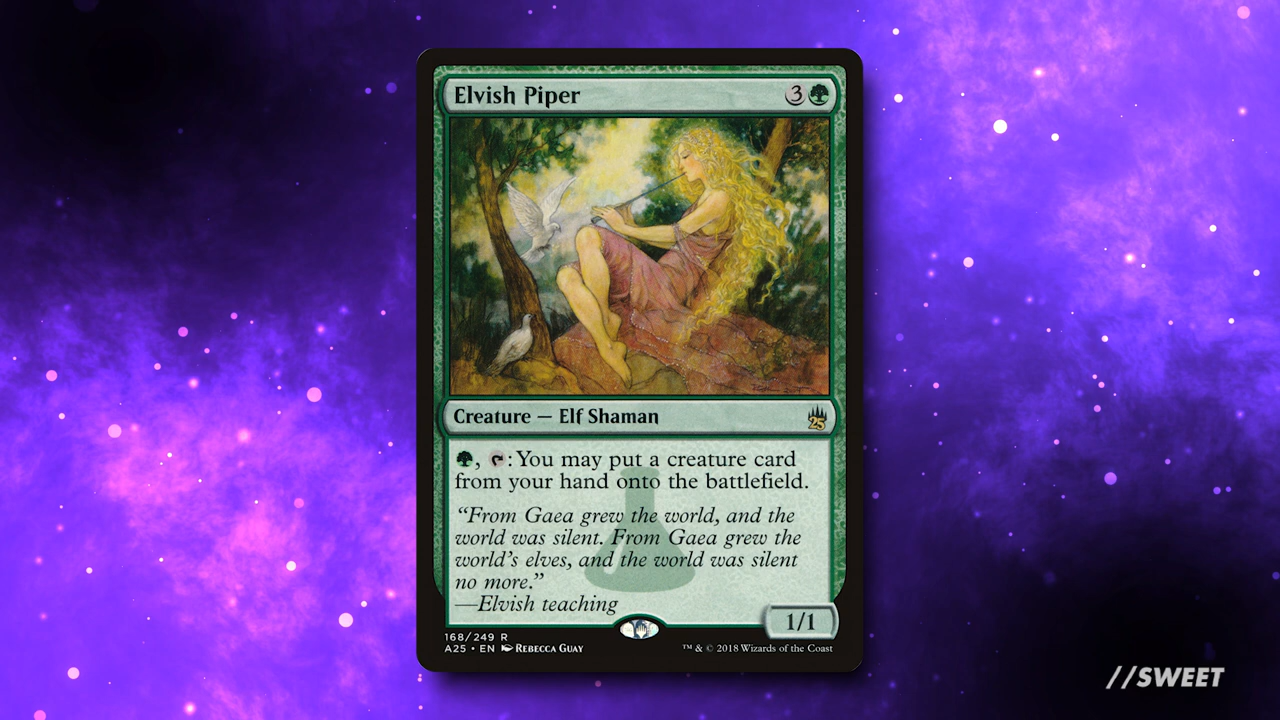 Elvish Piper 3
Creature — Elf Shaman
25
: You may put a creature card
from your hand onto the battlefield.
“From Gaea grew the world, and the
world was silent. From Gaea grew the
world’s elves, and the world was silent
no more.”
—Elvish teaching
1/1
168/249 R
A25 • EN Rebecca Guay
™ & © 2018 Wizards of the Coast
//SWEET